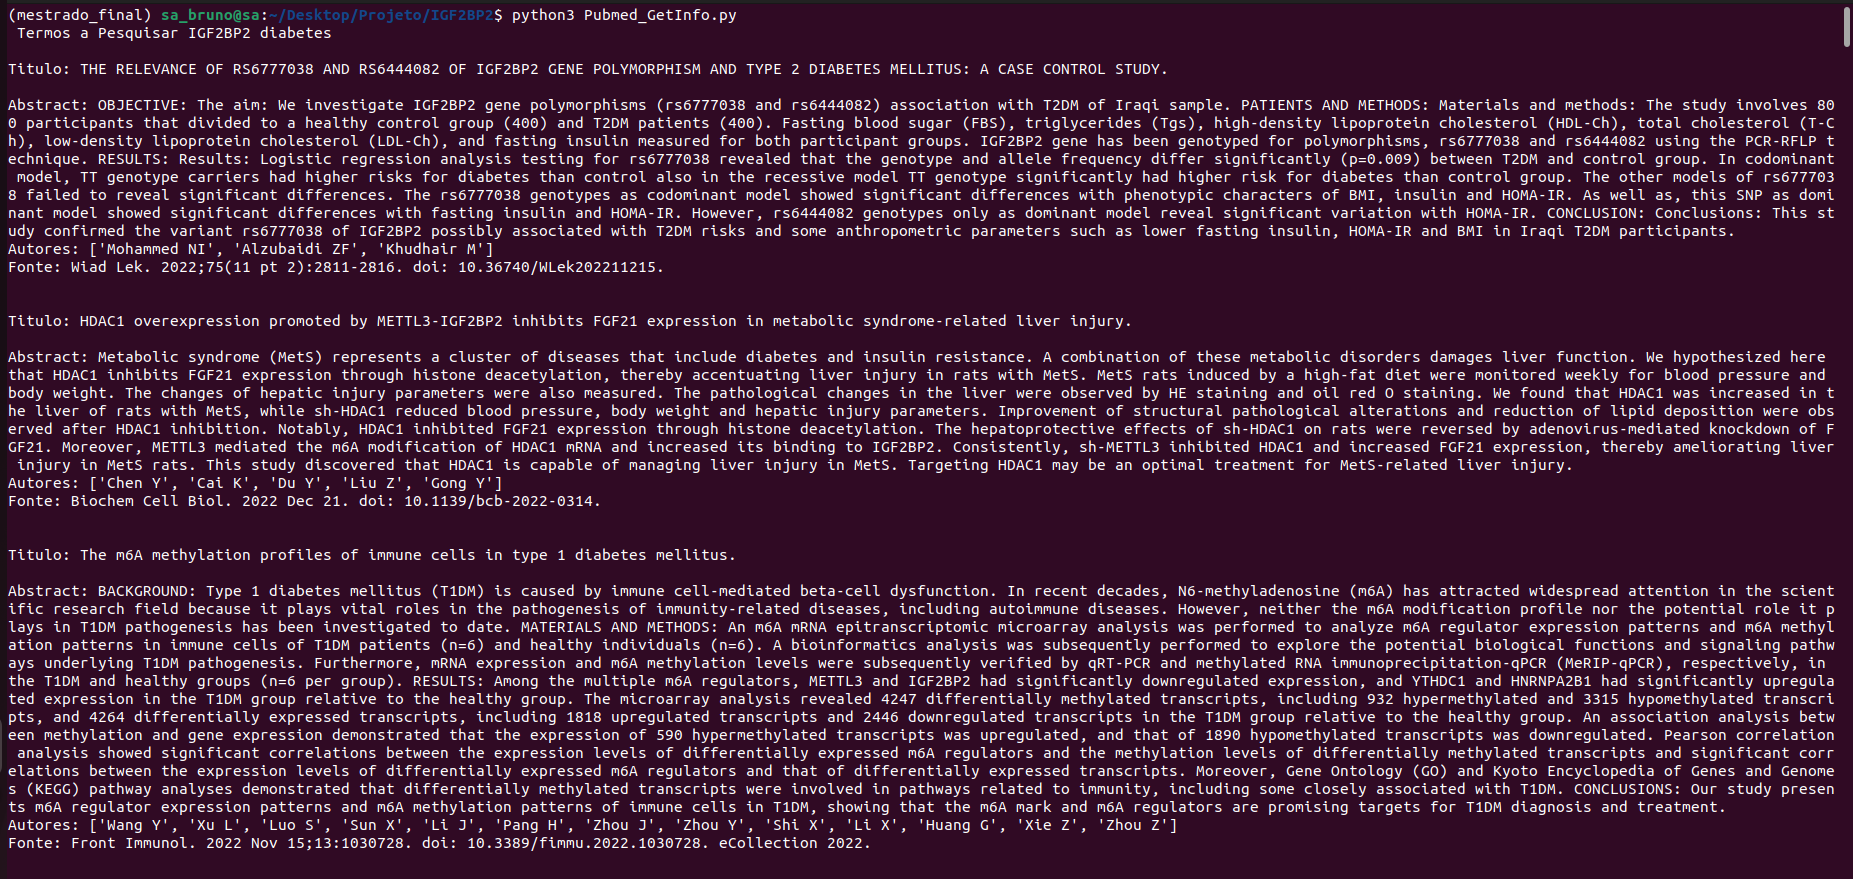 (mestrado_final) sa_bruno@sa:~/Desktop/Projeto/IGF2BP2$ python3 Pubmed_GetInfo.py
Termos a Pesquisar IGF2BP2 diabetes
Titulo: THE RELEVANCE OF RS6777038 AND RS6444082 OF IGF2BP2 GENE POLYMORPHISM AND TYPE 2 DIABETES MELLITUS: A CASE CONTROL STUDY.
Abstract: OBJECTIVE: The aim: We investigate IGF2BP2 gene polymorphisms (rs6777038 and rs6444082) association with T2DM of Iraqi sample. PATIENTS AND METHODS: Materials and methods: The study involves 80
0 participants that divided to a healthy control group (400) and T2DM patients (400). Fasting blood sugar (FBS), triglycerides (Tgs), high-density lipoprotein cholesterol (HDL-Ch), total cholesterol (T-C
h), low-density lipoprotein cholesterol (LDL-Ch), and fasting insulin measured for both participant groups. IGF2BP2 gene has been genotyped for polymorphisms, rs6777038 and rs6444082 using the PCR-RFLP t
echnique. RESULTS: Results: Logistic regression analysis testing for rs6777038 revealed that the genotype and allele frequency differ significantly (p=0.009) between T2DM and control group. In codominant
 model, TT genotype carriers had higher risks for diabetes than control also in the recessive model TT genotype significantly had higher risk for diabetes than control group. The other models of rs677703
8 failed to reveal significant differences. The rs6777038 genotypes as codominant model showed significant differences with phenotypic characters of BMI, insulin and HOMA-IR. As well as, this SNP as domi
nant model showed significant differences with fasting insulin and HOMA-IR. However, rs6444082 genotypes only as dominant model reveal significant variation with HOMA-IR. CONCLUSION: Conclusions: This st
udy confirmed the variant rs6777038 of IGF2BP2 possibly associated with T2DM risks and some anthropometric parameters such as lower fasting insulin, HOMA-IR and BMI in Iraqi T2DM participants.
Autores: ['Mohammed NI', 'Alzubaidi ZF', 'Khudhair M']
Fonte: Wiad Lek. 2022;75(11 pt 2):2811-2816. doi: 10.36740/WLek202211215.
Titulo: HDAC1 overexpression promoted by METTL3-IGF2BP2 inhibits FGF21 expression in metabolic syndrome-related liver injury.
Abstract: Metabolic syndrome (MetS) represents a cluster of diseases that include diabetes and insulin resistance. A combination of these metabolic disorders damages liver function. We hypothesized here
that HDAC1 inhibits FGF21 expression through histone deacetylation, thereby accentuating liver injury in rats with MetS. MetS rats induced by a high-fat diet were monitored weekly for blood pressure and
body weight. The changes of hepatic injury parameters were also measured. The pathological changes in the liver were observed by HE staining and oil red O staining. We found that HDAC1 was increased in t
he liver of rats with MetS, while sh-HDAC1 reduced blood pressure, body weight and hepatic injury parameters. Improvement of structural pathological alterations and reduction of lipid deposition were obs
erved after HDAC1 inhibition. Notably, HDAC1 inhibited FGF21 expression through histone deacetylation. The hepatoprotective effects of sh-HDAC1 on rats were reversed by adenovirus-mediated knockdown of F
GF21. Moreover, METTL3 mediated the m6A modification of HDAC1 mRNA and increased its binding to IGF2BP2. Consistently, sh-METTL3 inhibited HDAC1 and increased FGF21 expression, thereby ameliorating liver
 injury in MetS rats. This study discovered that HDAC1 is capable of managing liver injury in MetS. Targeting HDAC1 may be an optimal treatment for MetS-related liver injury.
Autores: ['Chen Y', 'Cai K', 'Du Y', 'Liu Z', 'Gong Y']
Fonte: Biochem Cell Biol. 2022 Dec 21. doi: 10.1139/bcb-2022-0314.
Titulo: The m6A methylation profiles of immune cells in type 1 diabetes mellitus.
Abstract: BACKGROUND: Type 1 diabetes mellitus (T1DM) is caused by immune cell-mediated beta-cell dysfunction. In recent decades, N6-methyladenosine (m6A) has attracted widespread attention in the scient
ific research field because it plays vital roles in the pathogenesis of immunity-related diseases, including autoimmune diseases. However, neither the m6A modification profile nor the potential role it p
lays in T1DM pathogenesis has been investigated to date. MATERIALS AND METHODS: An m6A mRNA epitranscriptomic microarray analysis was performed to analyze m6A regulator expression patterns and m6A methyl
ation patterns in immune cells of T1DM patients (n=6) and healthy individuals (n=6). A bioinformatics analysis was subsequently performed to explore the potential biological functions and signaling pathw
ays underlying T1DM pathogenesis. Furthermore, mRNA expression and m6A methylation levels were subsequently verified by qRT-PCR and methylated RNA immunoprecipitation-qPCR (MeRIP-qPCR), respectively, in
the T1DM and healthy groups (n=6 per group). RESULTS: Among the multiple m6A regulators, METTL3 and IGF2BP2 had significantly downregulated expression, and YTHDC1 and HNRNPA2B1 had significantly upregula
ted expression in the T1DM group relative to the healthy group. The microarray analysis revealed 4247 differentially methylated transcripts, including 932 hypermethylated and 3315 hypomethylated transcri
pts, and 4264 differentially expressed transcripts, including 1818 upregulated transcripts and 2446 downregulated transcripts in the T1DM group relative to the healthy group. An association analysis betw
een methylation and gene expression demonstrated that the expression of 590 hypermethylated transcripts was upregulated, and that of 1890 hypomethylated transcripts was downregulated. Pearson correlation
 analysis showed significant correlations between the expression levels of differentially expressed m6A regulators and the methylation levels of differentially methylated transcripts and significant corr
elations between the expression levels of differentially expressed m6A regulators and that of differentially expressed transcripts. Moreover, Gene Ontology (GO) and Kyoto Encyclopedia of Genes and Genome
s (KEGG) pathway analyses demonstrated that differentially methylated transcripts were involved in pathways related to immunity, including some closely associated with T1DM. CONCLUSIONS: Our study presen
ts m6A regulator expression patterns and m6A methylation patterns of immune cells in T1DM, showing that the m6A mark and m6A regulators are promising targets for T1DM diagnosis and treatment.
Autores: ['Wang Y', 'Xu L', 'Luo S', 'Sun X', 'Li J', 'Pang H', 'Zhou J', 'Zhou Y', 'Shi X', 'Li X', 'Huang G', 'Xie Z', 'Zhou Z']
Fonte: Front Immunol. 2022 Nov 15;13:1030728. doi: 10.3389/fimmu.2022.1030728. eCollection 2022.